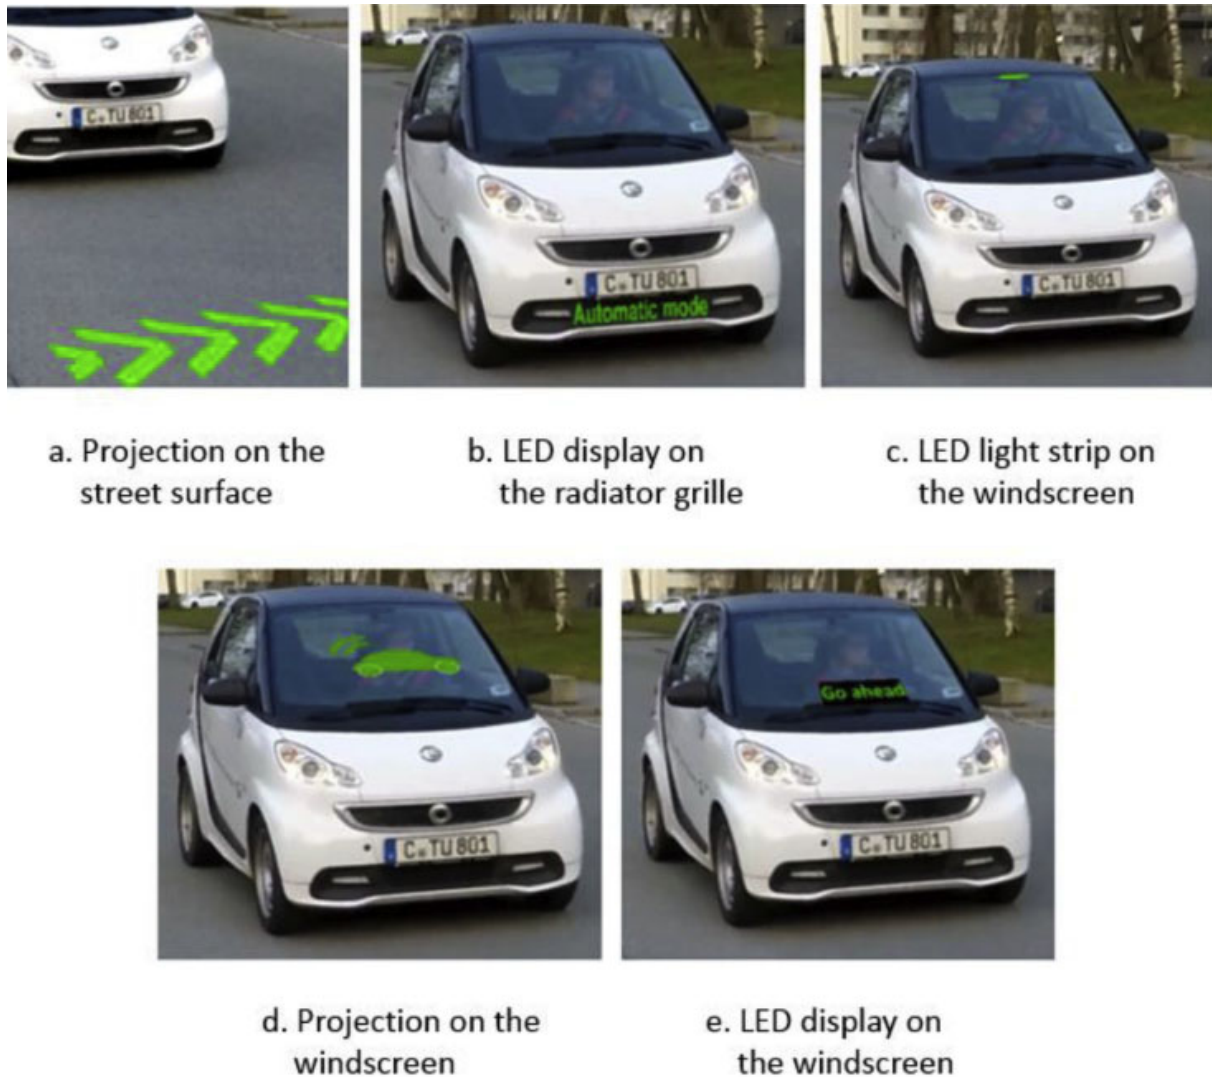 C TU 801
C TU 801
Automatic mode
C TU 801
a. Projection on the
street surface
b. LED display on
the radiator grille
c. LED light strip on
the windscreen
C TU 801
Go ahead
C TU 801
d. Projection on the
windscreen
e. LED display on
the windscreen